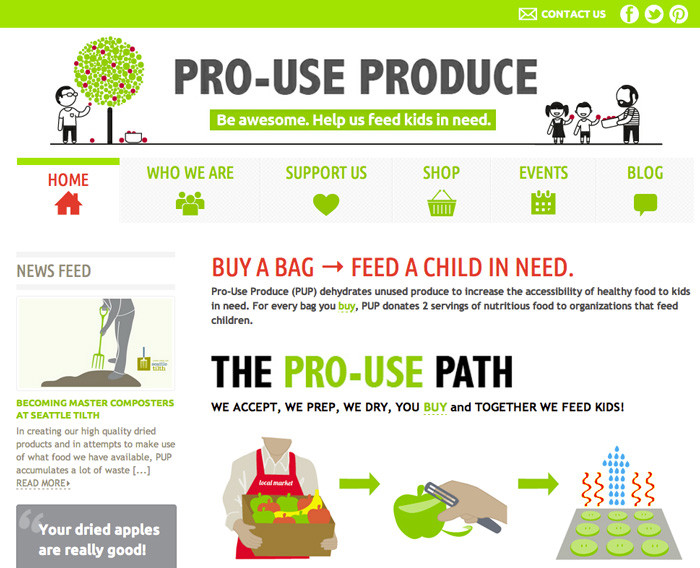 CONTACT US
PRO-USE PRODUCE
Be awesome. Help us feed kids in need.
HOME
WHO WE ARE
SUPPORT US
SHOP
EVENTS
BLOG
NEWS FEED
seattle
tilth
BECOMING MASTER COMPOSTERS
AT SEATTLE TILTH
In creating our high quality dried
products and in attempts to make use
of what food we have available, PUP
accumulates a lot of waste [...]
READ MORE
Your dried apples
are really good!
BUY A BAG → FEED A CHILD IN NEED.
Pro-Use Produce (PUP) dehydrates unused produce to increase the accessibility of healthy food to kids
in need. For every bag you buy, PUP donates 2 servings of nutritious food to organizations that feed
children.
THE PRO-USE PATH
WE ACCEPT, WE PREP, WE DRY, YOU BUY and TOGETHER WE FEED KIDS!
local market